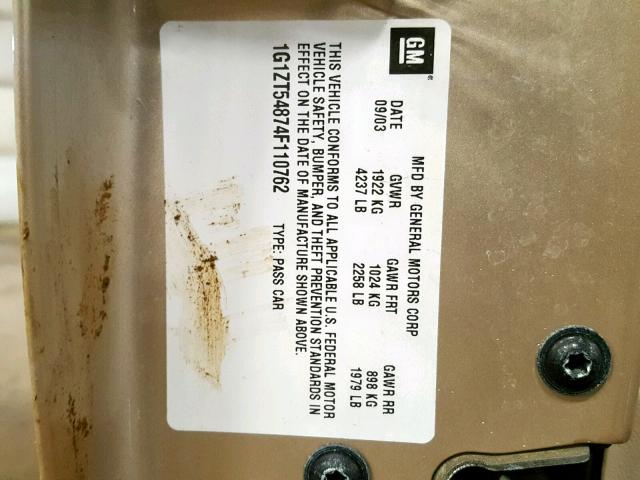 GM
MFD BY GENERAL MOTORS CORP
DATE GVWR GAWR FRT GAWR RR
09/03 1922 KG 1024 KG 898 KG
4237 LB 2258 LB 1979 LB
THIS VEHICLE CONFORMS TO ALL APPLICABLE U.S. FEDERAL MOTOR
VEHICLE SAFETY, BUMPER, AND THEFT PREVENTION STANDARDS IN
EFFECT ON THE DATE OF MANUFACTURE SHOWN ABOVE.
1G1ZT54874F110762 TYPE: PASS CAR